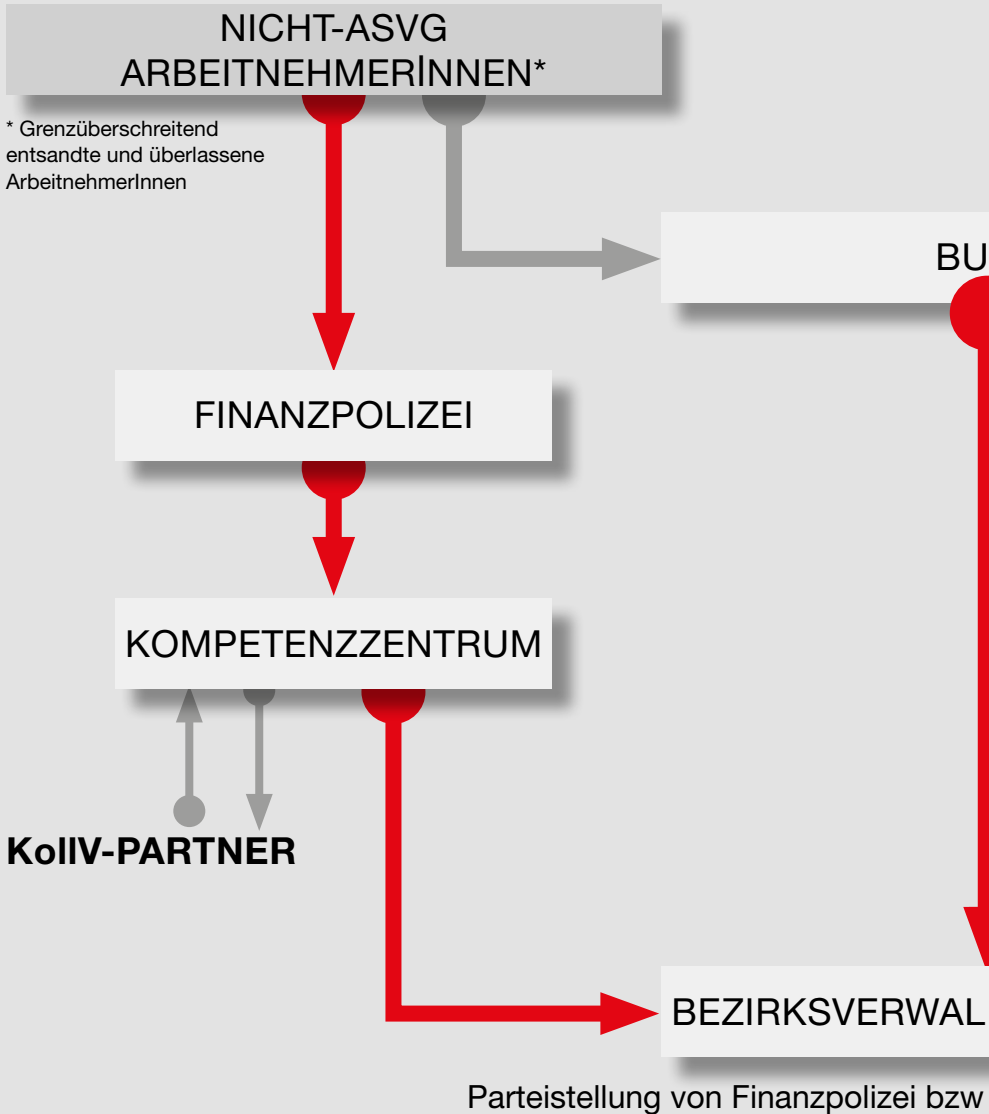 NICHT-ASVG
ARBEITNEHMERINNEN*
* Grenzüberschreitend
entsandte und überlassene
ArbeitnehmerInnen
BU
FINANZPOLIZEI
KOMPETENZZENTRUM
KollV-PARTNER
BEZIRKSVERWAL
Parteistellung von Finanzpolizei bzw